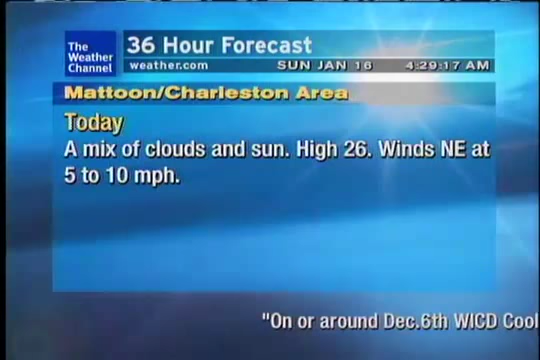 The
Weather
Channel
36 Hour Forecast
weather.com SUN JAN 16 4:29:17 AM
Mattoon/Charleston Area
Today
A mix of clouds and sun. High 26. Winds NE at
5 to 10 mph.
"On or around Dec.6th WICD Cool